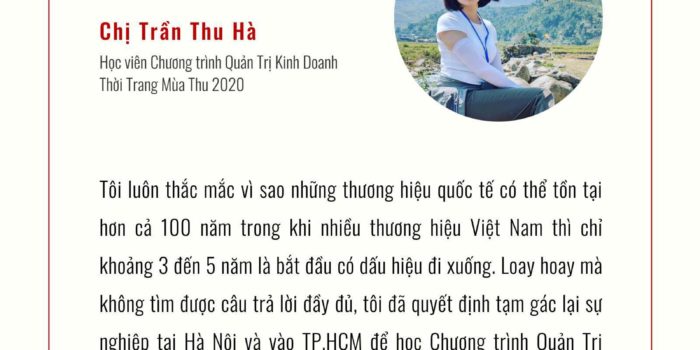 Chị Trần Thu Hà
Học viên Chương trình Quản Trị Kinh Doanh
Thời Trang Mùa Thu 2020
Tôi luôn thắc mắc vì sao những thương hiệu quốc tế có thể tồn tại
hơn cả 100 năm trong khi nhiều thương hiệu Việt Nam thì chỉ
khoảng 3 đến 5 năm là bắt đầu có dấu hiệu đi xuống. Loay hoay mà
không tìm được câu trả lời đầy đủ, tôi đã quyết định tạm gác lại sự
nghiệp tại Hà Nội và vào TP.HCM để học Chương trình Quản Trị